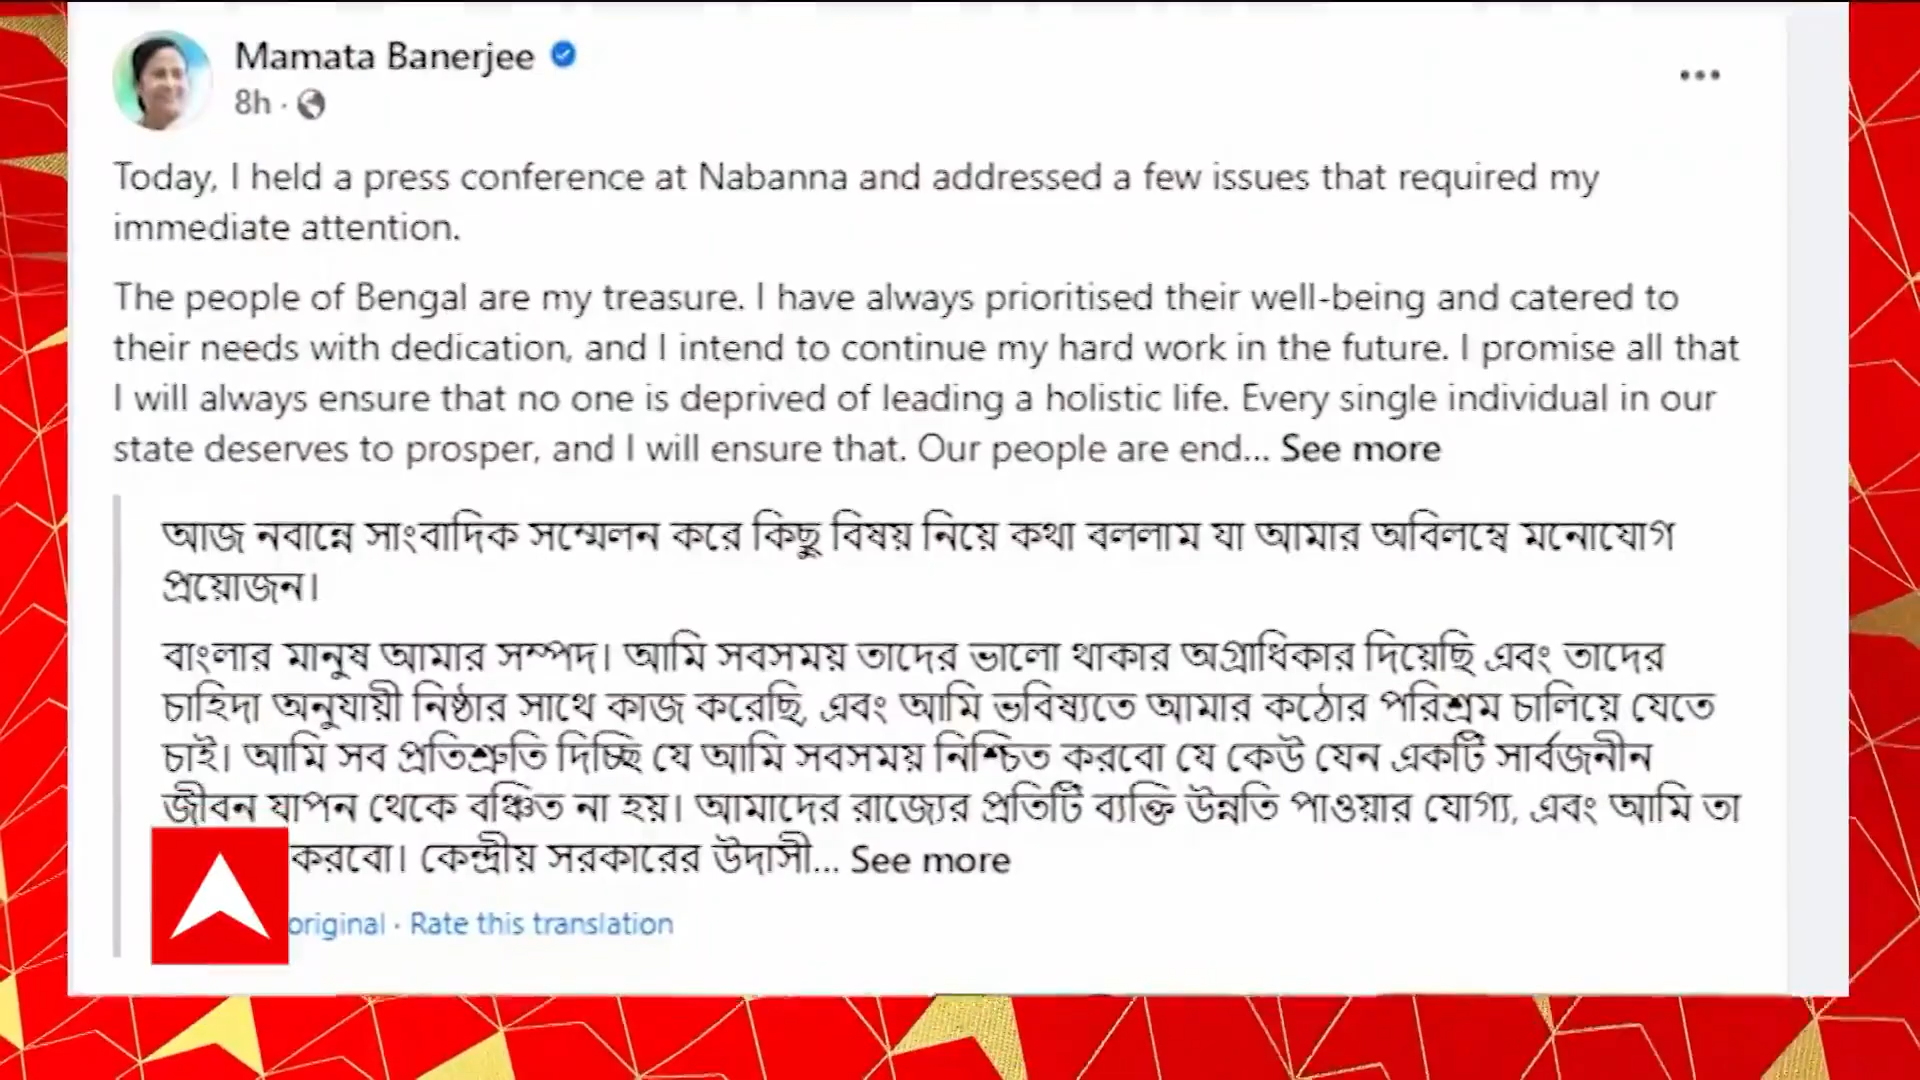 Mamata Banerjee
8h ·
Today, I held a press conference at Nabanna and addressed a few issues that required my
immediate attention.
The people of Bengal are my treasure. I have always prioritised their well-being and catered to
their needs with dedication, and I intend to continue my hard work in the future. I promise all that
I will always ensure that no one is deprived of leading a holistic life. Every single individual in our
state deserves to prosper, and I will ensure that. Our people are end... See more
আজ নবান্নে সাংবাদিক সম্মেলন করে কিছু বিষয় নিয়ে কথা বললাম যা আমার অবিলম্বে মনোযোগ
প্রয়োজন।
বাংলার মানুষ আমার সম্পদ। আমি সবসময় তাদের ভালো থাকার অগ্রাধিকার দিয়েছি এবং তাদের
চাহিদা অনুযায়ী নিষ্ঠার সাথে কাজ করেছি, এবং আমি ভবিষ্যতে আমার কঠোর পরিশ্রম চালিয়ে যেতে
চাই। আমি সব প্রতিশ্রুতি দিচ্ছি যে আমি সবসময় নিশ্চিত করবো যে কেউ যেন একটি সার্বজনীন
জীবন যাপন থেকে বঞ্চিত না হয়। আমাদের রাজ্যের প্রতিটি ব্যক্তি উন্নতি পাওয়ার যোগ্য, এবং আমি তা
করবো। কেন্দ্রীয় সরকারের উদাসী... See more
original · Rate this translation